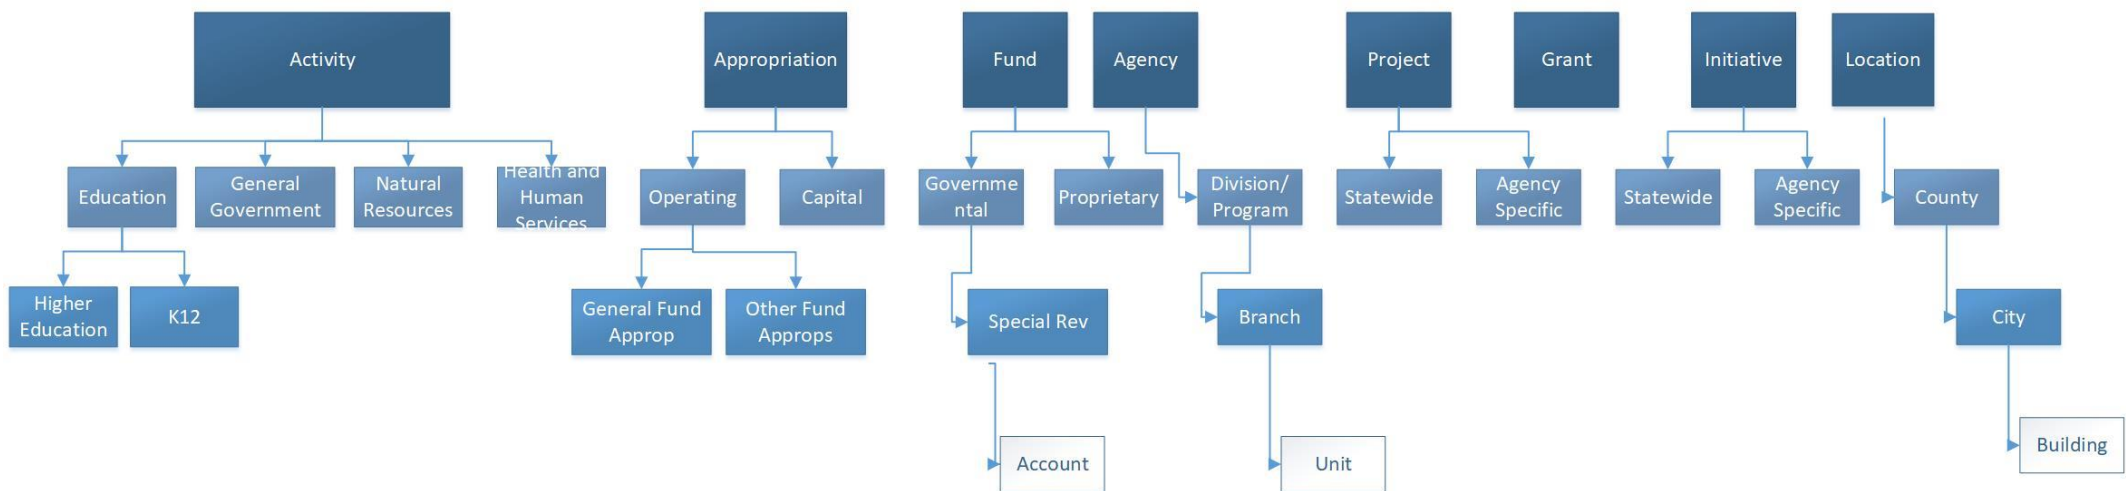 Activity
Appropriation
Fund
Agency
Project
Grant
Initiative
Location
Education
General
Government
Natural
Resources
Health and
Human
Services
Operating
Capital
Governme
ntal
Proprietary
Division/
Program
Statewide
Agency
Specific
Statewide
Agency
Specific
County
Higher
Education
K12
General Fund
Approp
Other Fund
Approps
Special Rev
Branch
City
Account
Unit
Building